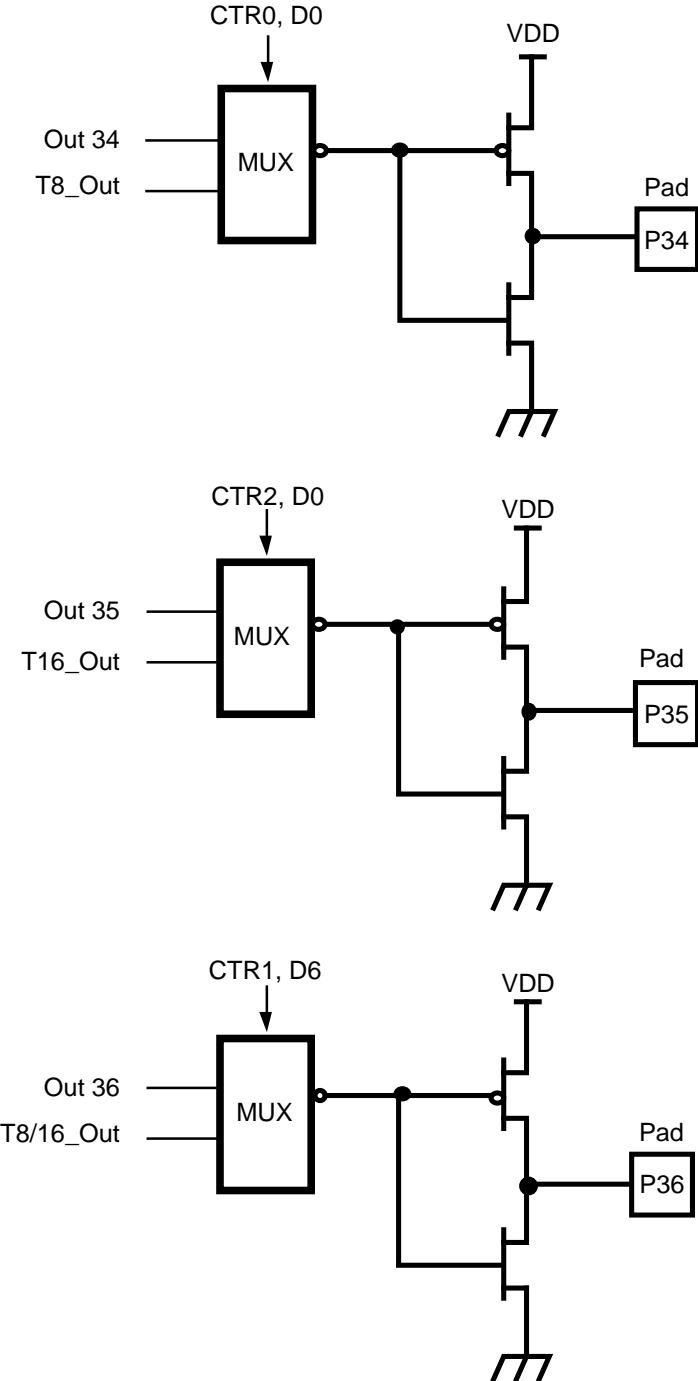 CTR0, D0
VDD
Out 34
MUX
T8_Out
Pad
P34
CTR2, D0
VDD
Out 35
MUX
T16_Out
Pad
P35
CTR1, D6
VDD
Out 36
MUX
T8/16_Out
Pad
P36